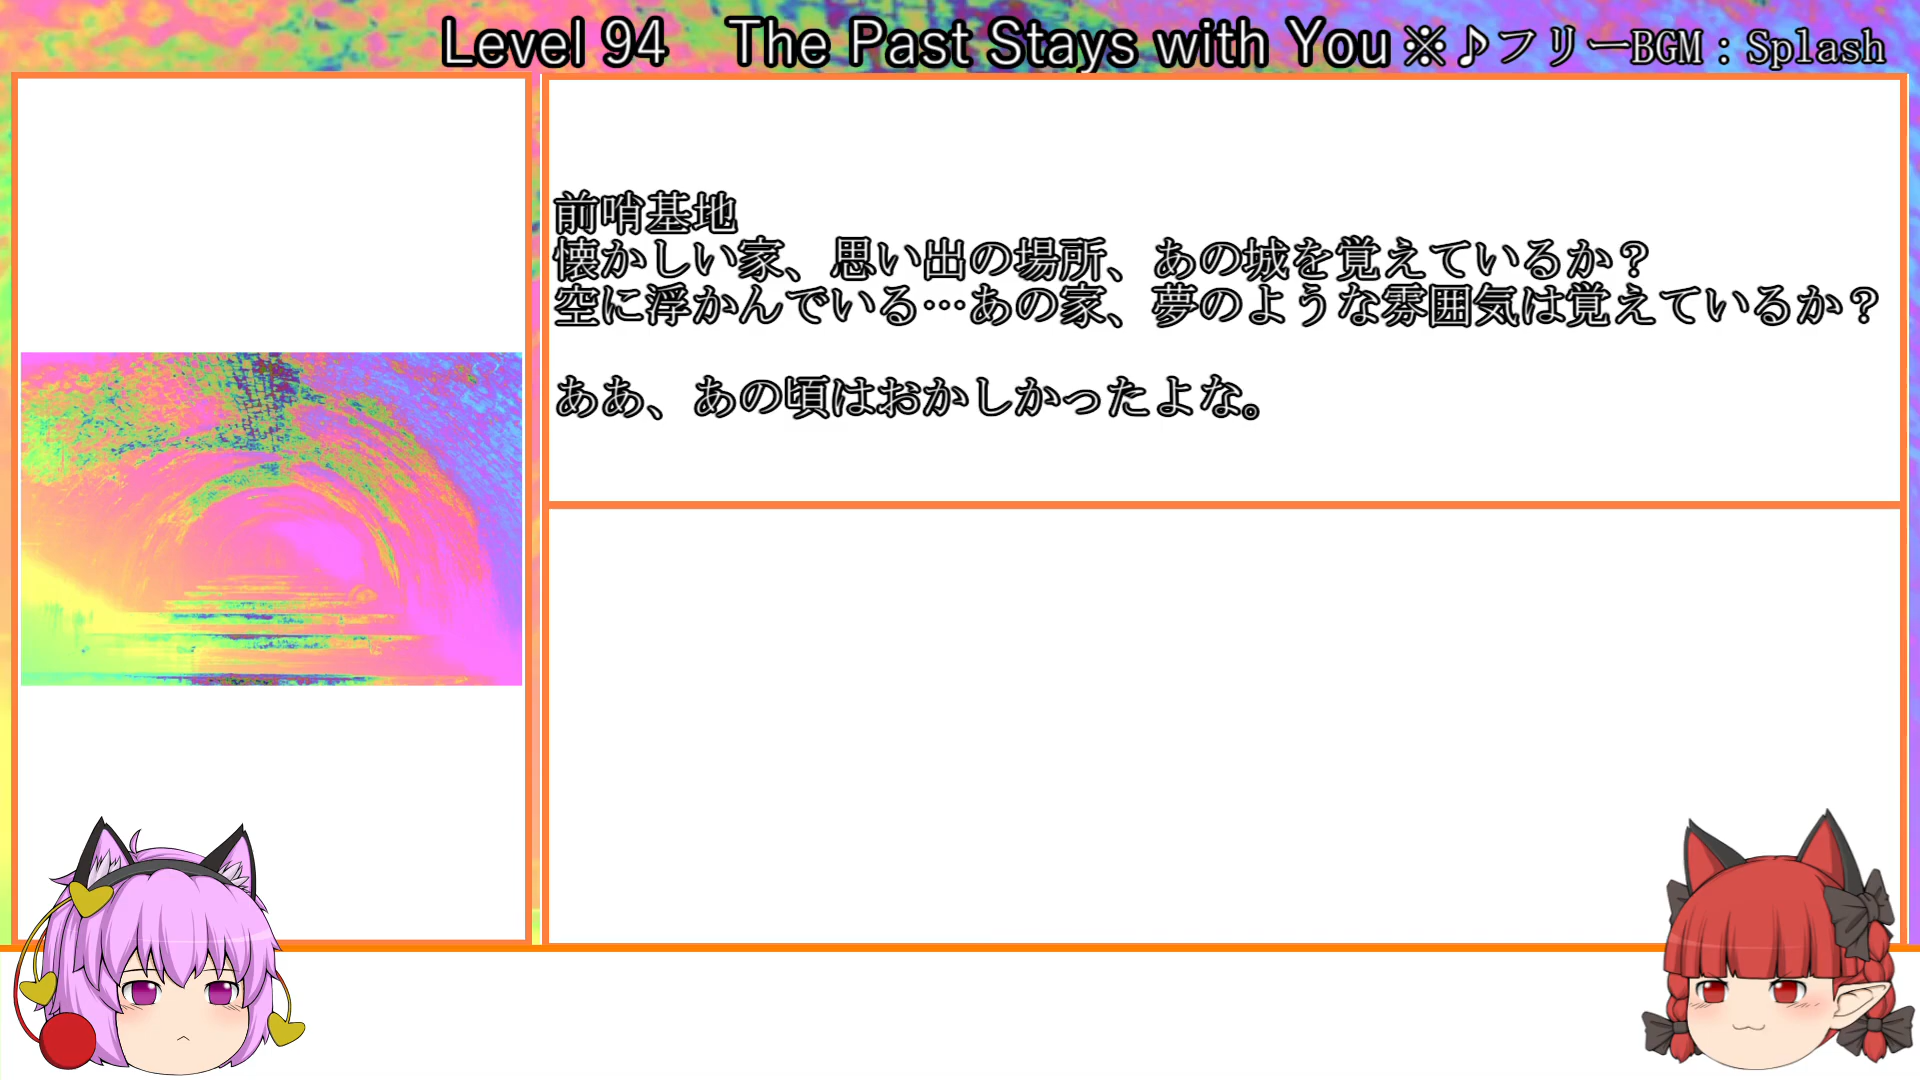 Level 94　The Past Stays with You ※♪フリーBGM：Splash
前哨基地
懐かしい家、思い出の場所、あの城を覚えているか？
空に浮かんでいる…あの家、夢のような雰囲気は覚えているか？
ああ、あの頃はおかしかったよな。